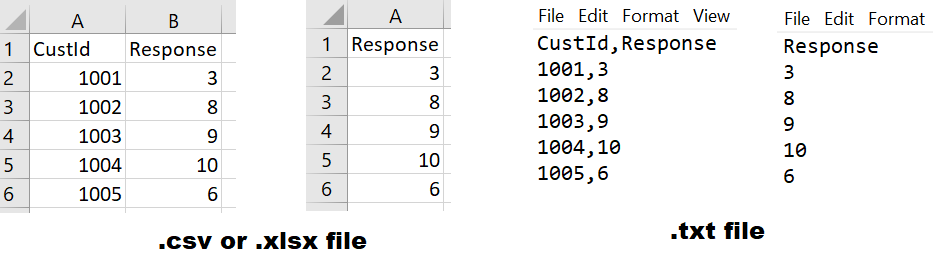 A B
1 CustId Response
2 1001 3
3 1002 8
4 1003 9
5 1004 10
6 1005 6
A
1 Response
2 3
3 8
4 9
5 10
6 6
.csv or .xlsx file
File Edit Format View
CustId,Response
1001,3
1002,8
1003,9
1004,10
1005,6
File Edit Format
Response
3
8
9
10
6
.txt file